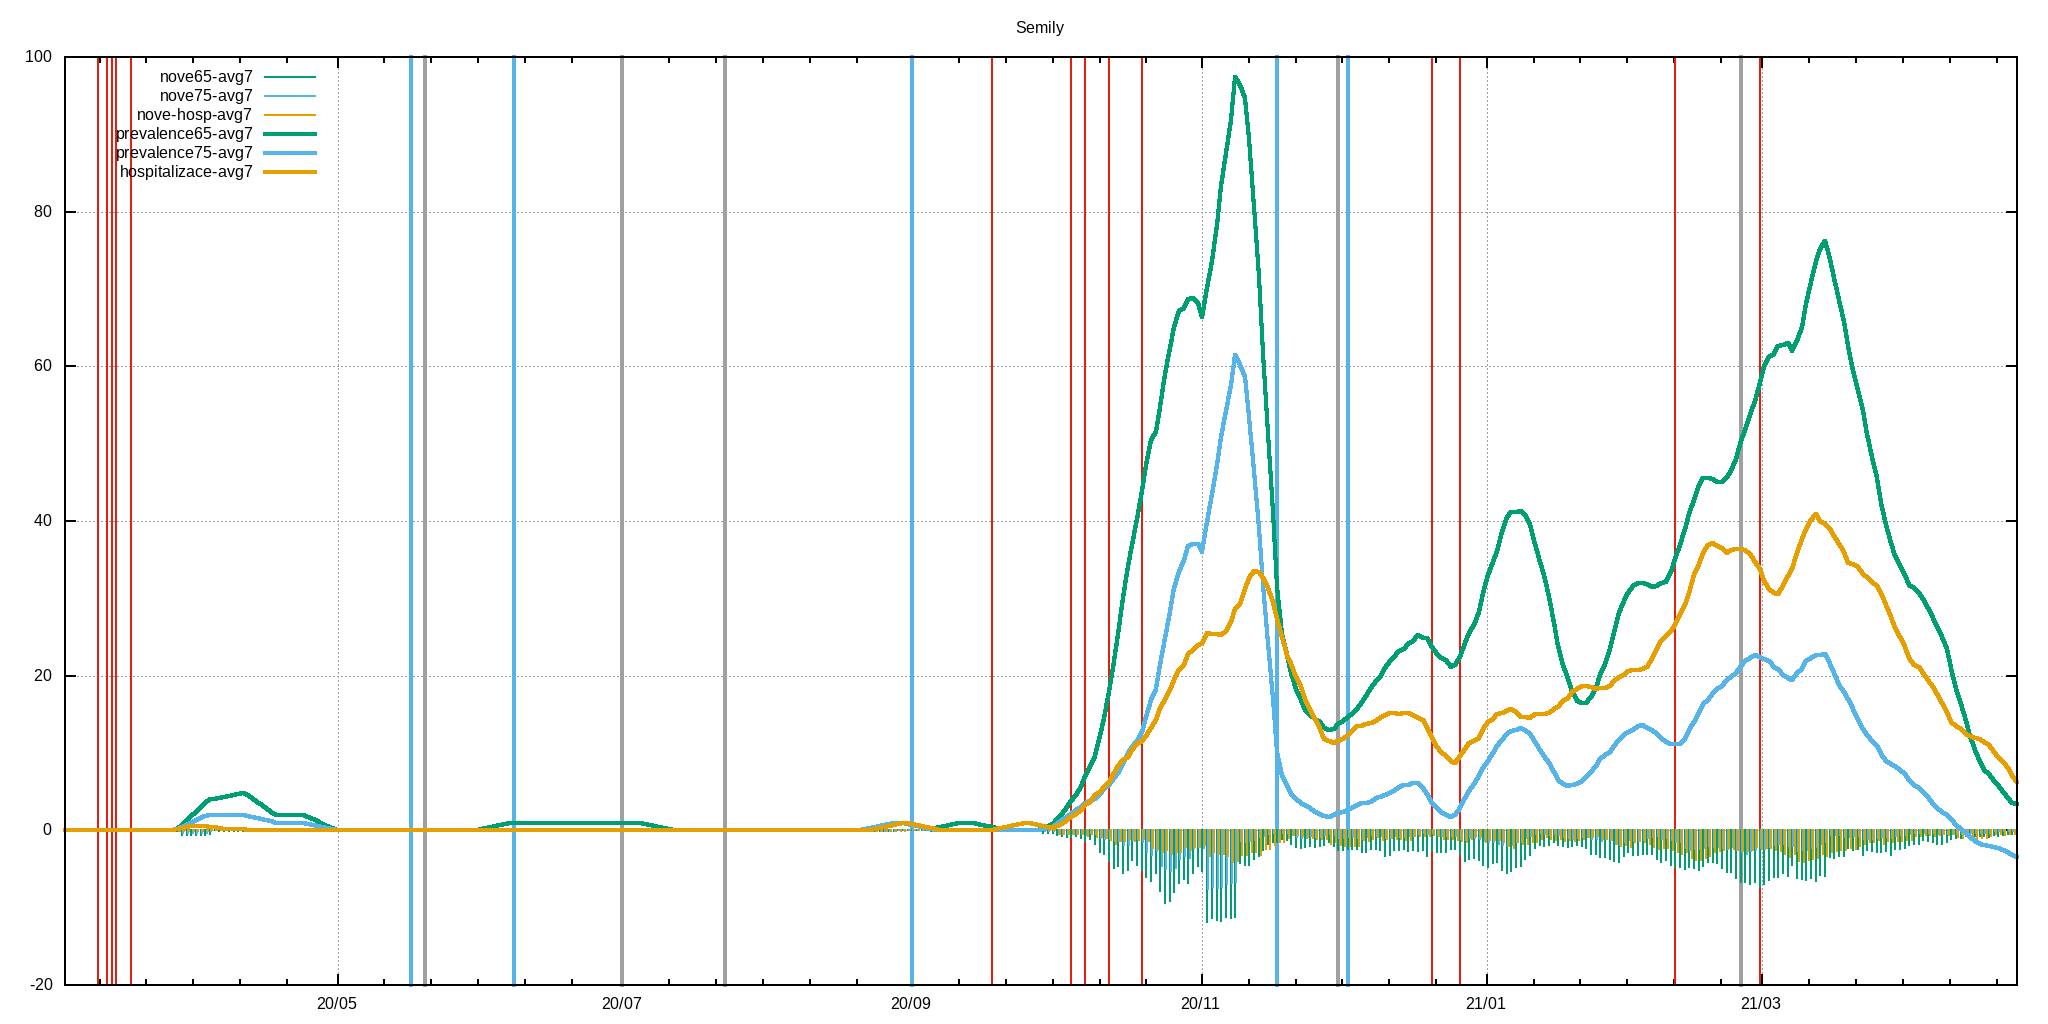 Semily
100
80
60
40
20
0
-20
nove65-avg7
nove75-avg7
nove-hosp-avg7
prevalence65-avg7
prevalence75-avg7
hospitalizace-avg7
20/05 20/07 20/09 20/11 21/01 21/03